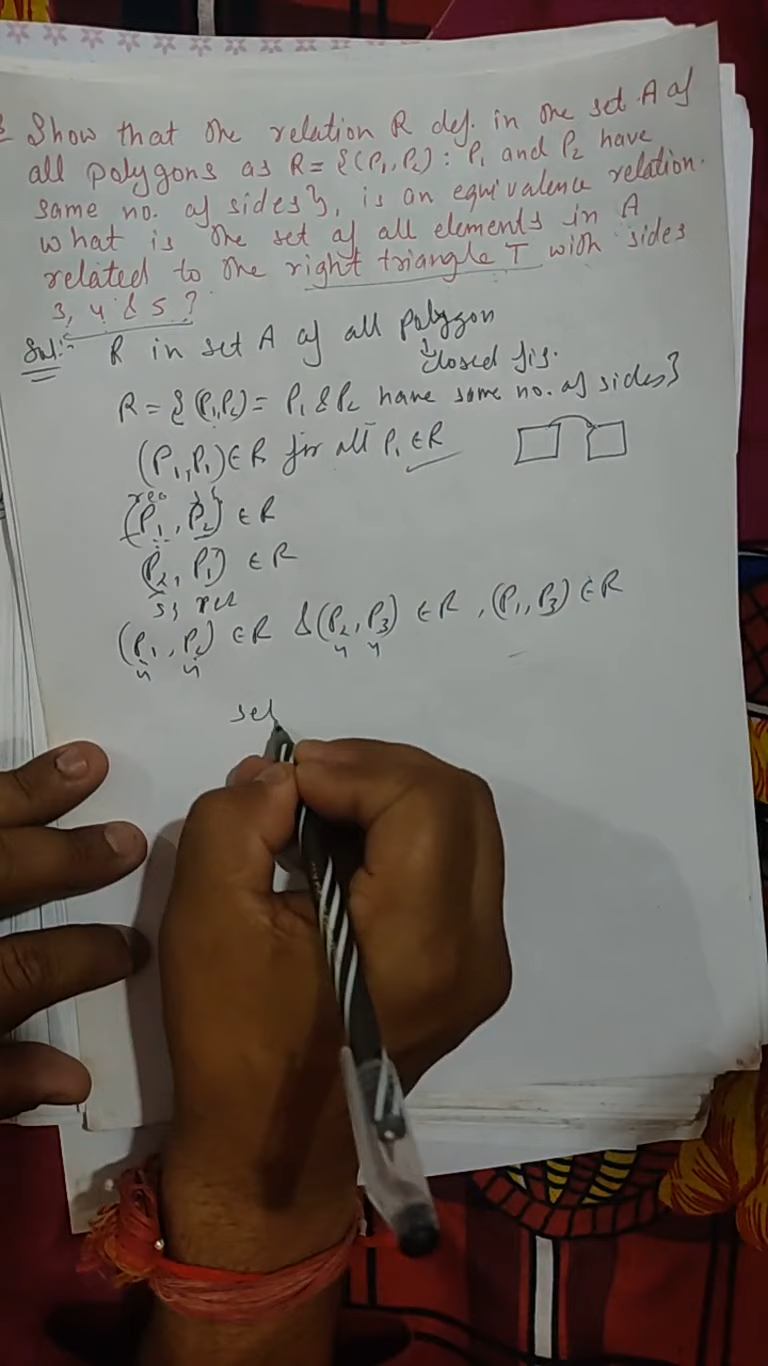 Show that the relation R def. in the set A of
all polygons as R = {(P₁, P₂) : P₁ and P₂ have
same no. of sides}, is an equivalence relation.
What is the set of all elements in A
related to the right triangle T with sides
3, 4 & 5 ?
Sol:- R in set A of all polygon
closed fig.
R = {(P₁, P₂) = P₁ & P₂ have same no. of sides}
(P₁, P₁) ∈ R for all P₁ ∈ R
(P₁, P₂) ∈ R
(P₂, P₁) ∈ R
(P₁, P₂) ∈ R & (P₂, P₃) ∈ R , (P₁, P₃) ∈ R
4 4 4 4
set